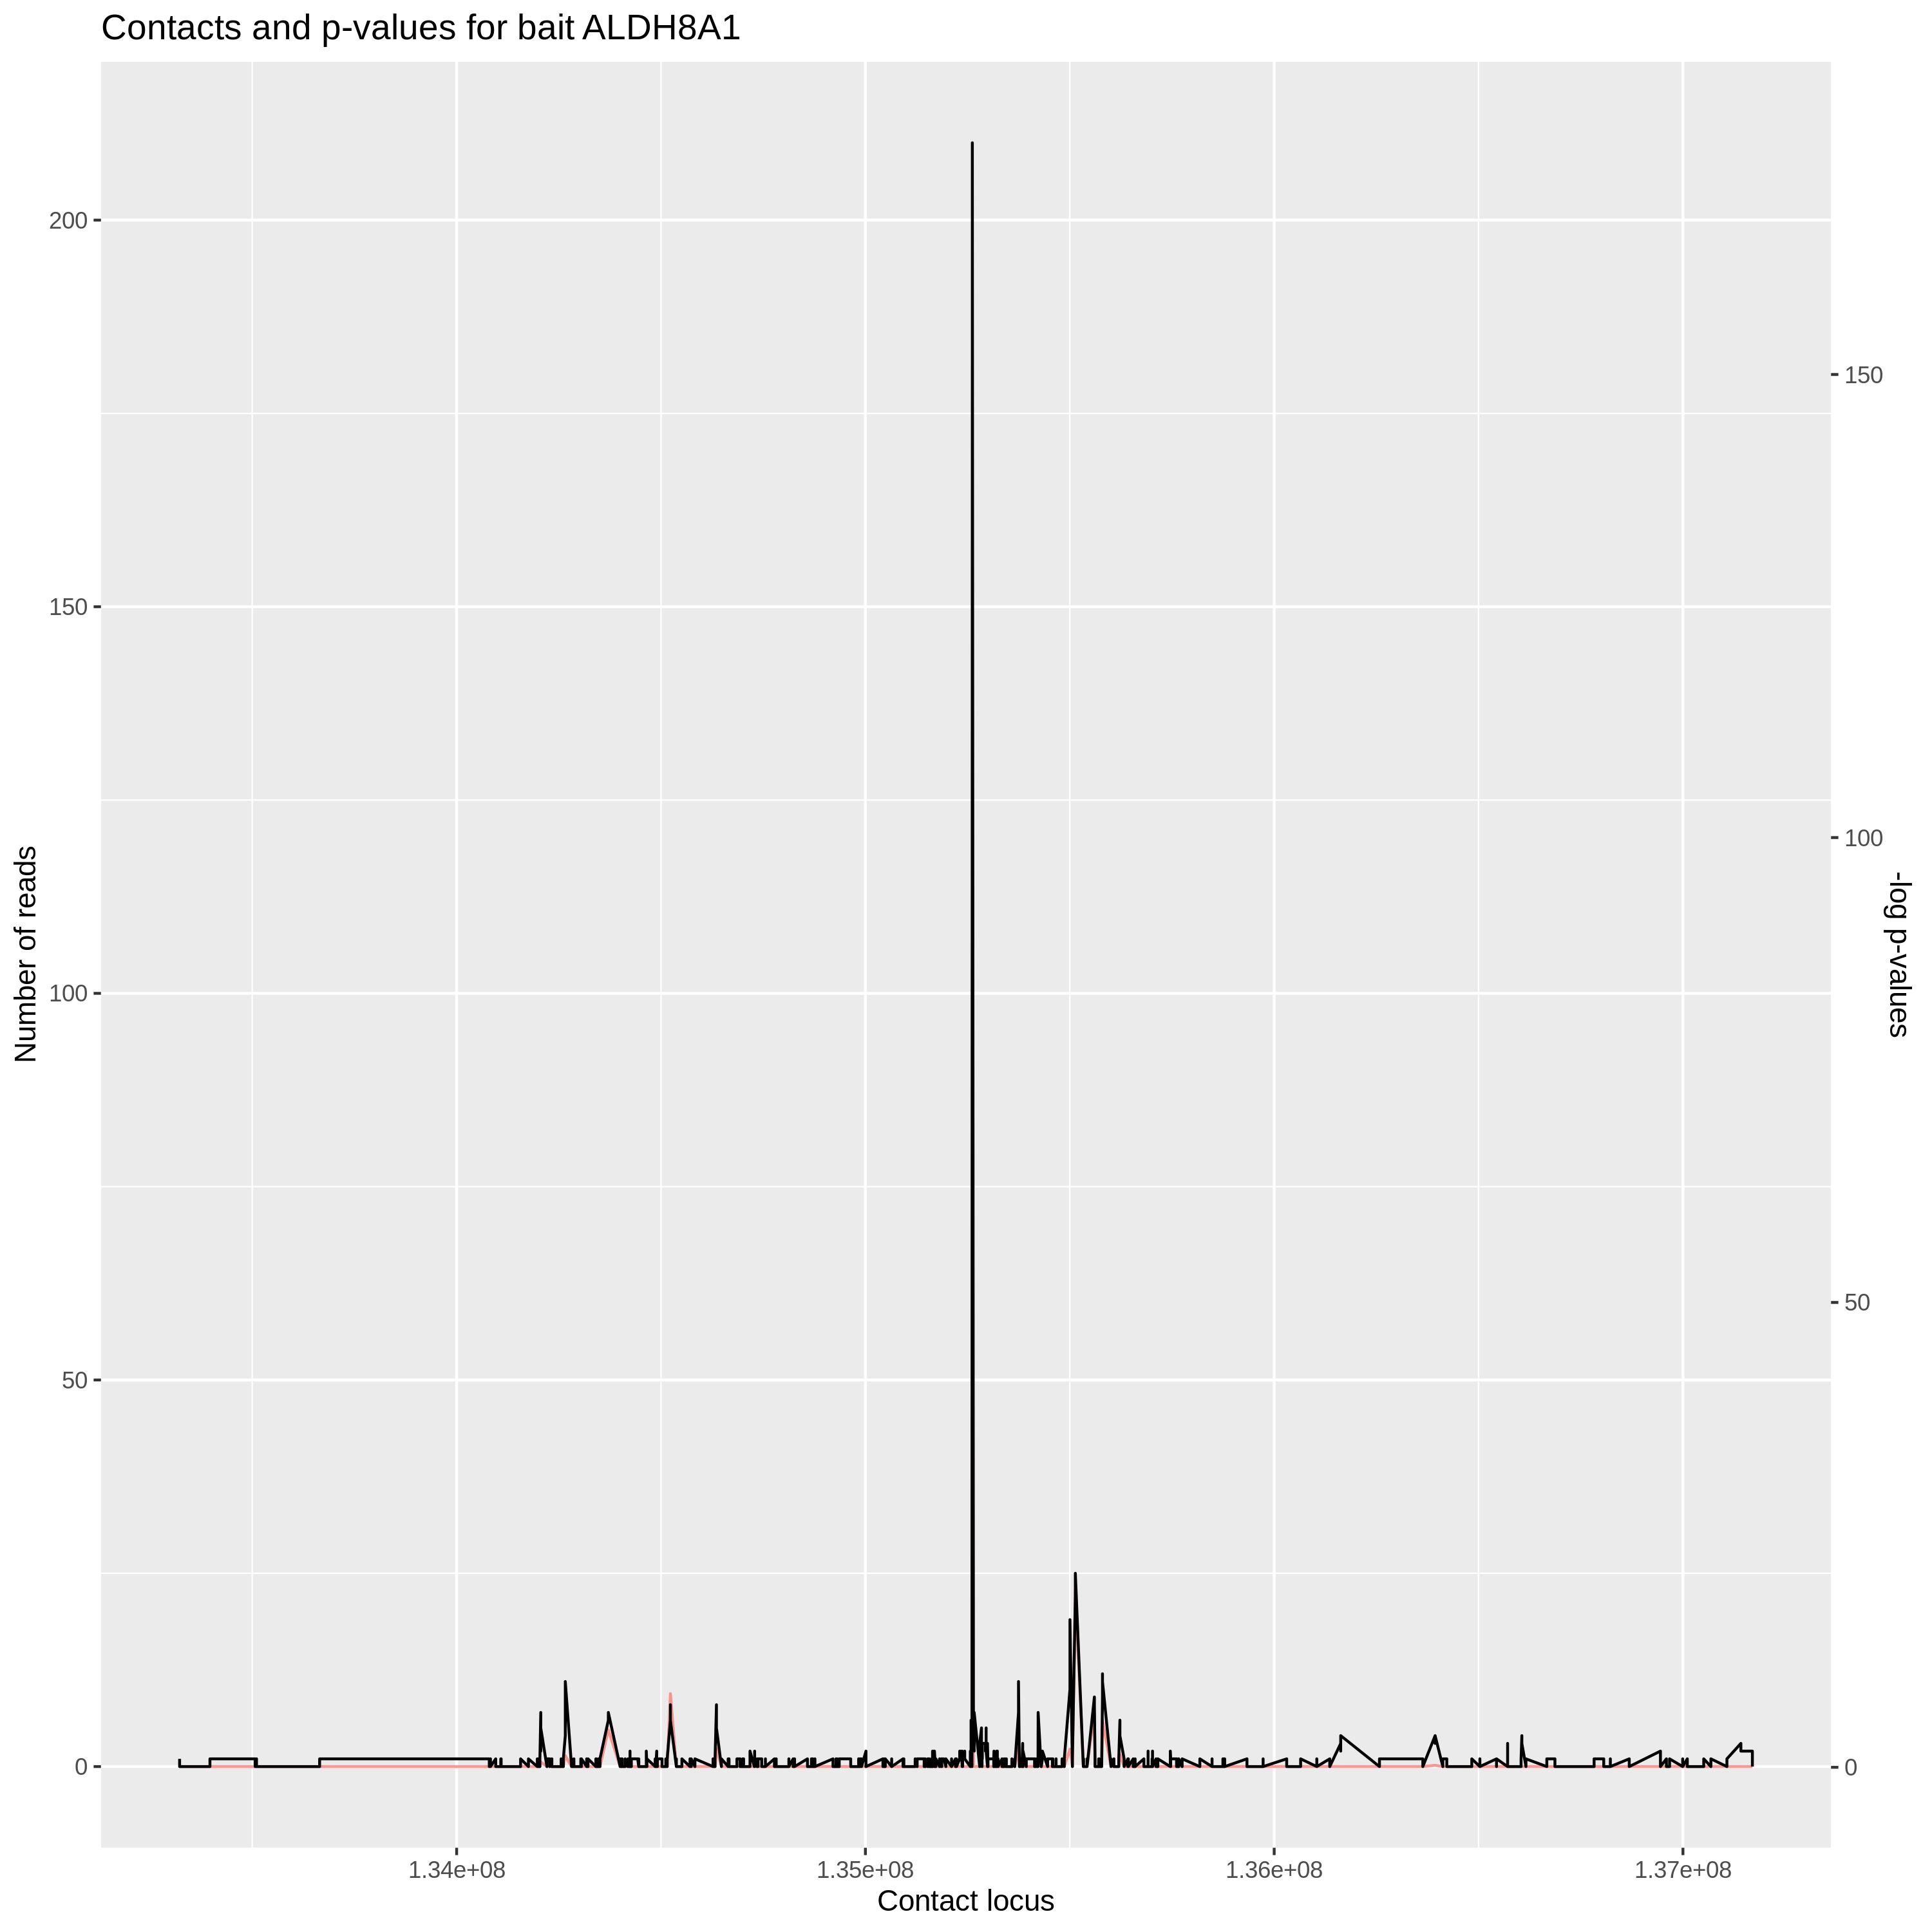 Contacts and p-values for bait ALDH8A1
Number of reads
200
150
100
50
0
150
100
50
0
-log p-values
1.34e+08 1.35e+08 1.36e+08 1.37e+08
Contact locus